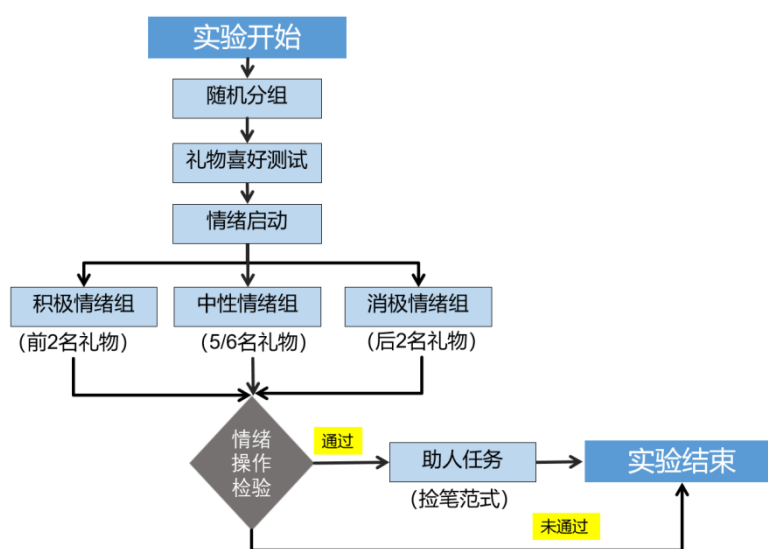 实验开始
随机分组
礼物喜好测试
情绪启动
积极情绪组
中性情绪组
消极情绪组
(前2名礼物)
(5/6名礼物)
(后2名礼物)
情绪
操作
检验
通过
助人任务
(捡笔范式)
实验结束
未通过